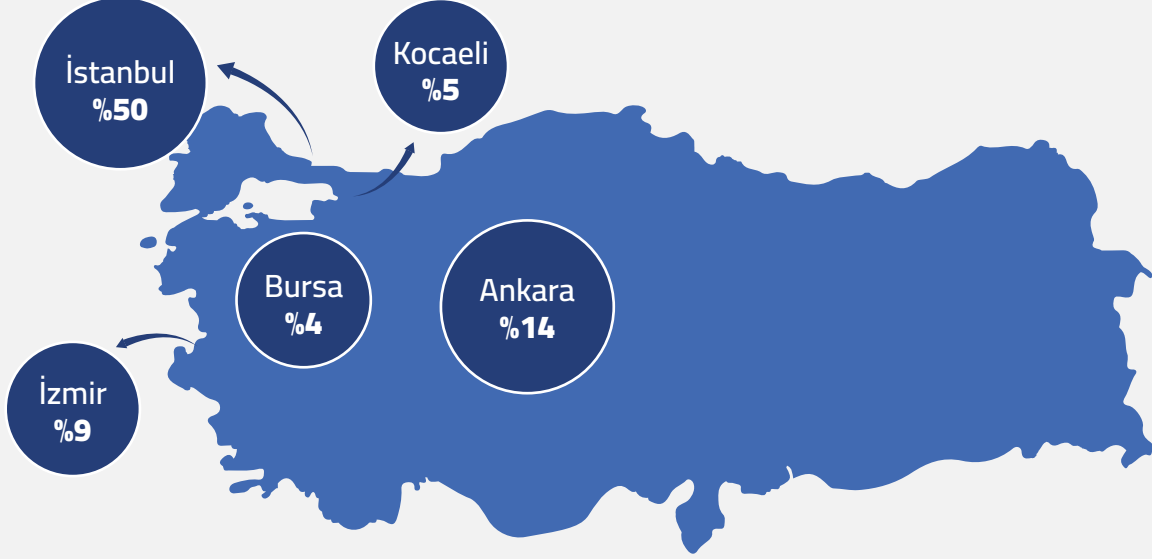 İstanbul
%50
Kocaeli
%5
Bursa
%4
Ankara
%14
İzmir
%9